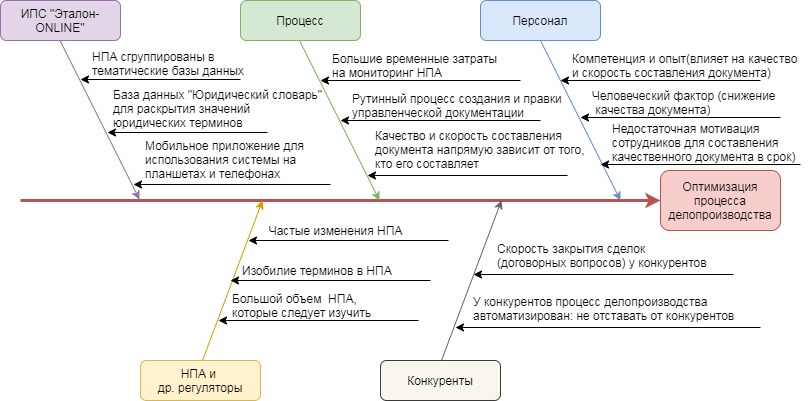 ИПС "Эталон-
ONLINE"
Процесс
Персонал
НПА сгруппированы в
тематические базы данных
База данных "Юридический словарь"
для раскрытия значений
юридических терминов
Мобильное приложение для
использования системы на
планшетах и телефонах
Большие временные затраты
на мониторинг НПА
Рутинный процесс создания и правки
управленческой документации
Качество и скорость составления
документа напрямую зависит от того,
кто его составляет
Компетенция и опыт(влияет на качество
и скорость составления документа)
Человеческий фактор (снижение
качества документа)
Недостаточная мотивация
сотрудников для составления
качественного документа в срок)
Оптимизация
процесса
делопроизводства
Частые изменения НПА
Изобилие терминов в НПА
Большой объем НПА,
которые следует изучить
Скорость закрытия сделок
(договорных вопросов) у конкурентов
У конкурентов процесс делопроизводства
автоматизирован: не отставать от конкурентов
НПА и
др. регуляторы
Конкуренты